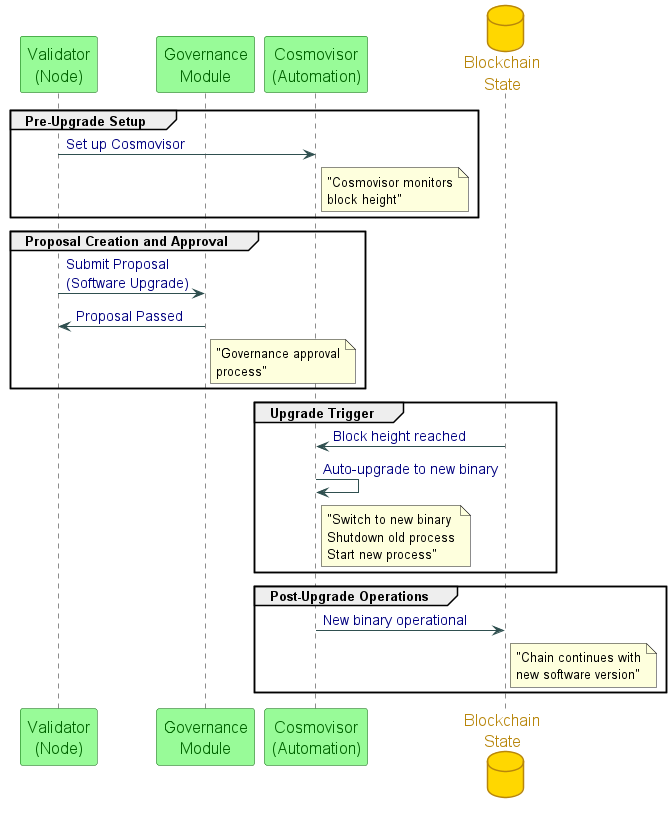 Validator
(Node)
Governance
Module
Cosmovisor
(Automation)
Blockchain
State
Pre-Upgrade Setup
Set up Cosmovisor
"Cosmovisor monitors
block height"
Proposal Creation and Approval
Submit Proposal
(Software Upgrade)
Proposal Passed
"Governance approval
process"
Upgrade Trigger
Block height reached
Auto-upgrade to new binary
"Switch to new binary
Shutdown old process
Start new process"
Post-Upgrade Operations
New binary operational
"Chain continues with
new software version"
Validator
(Node)
Governance
Module
Cosmovisor
(Automation)
Blockchain
State